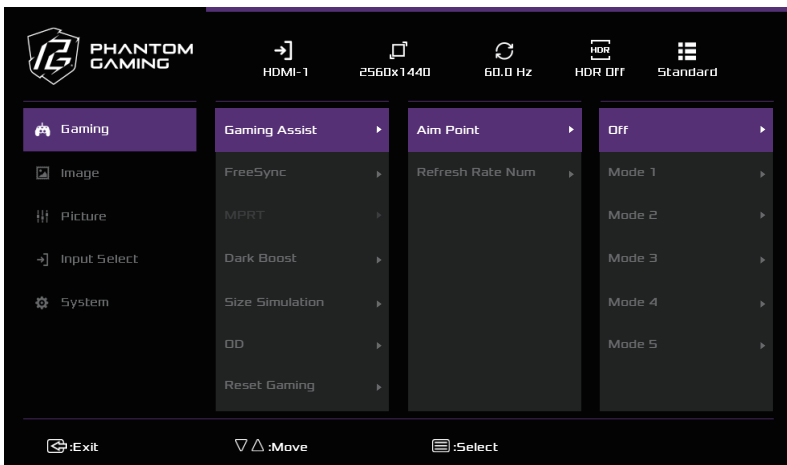 PHANTOM
GAMING
HDMI-1
2560x1440
60.0 Hz
HDR
HDR Off
Standard
Gaming
Image
Picture
Input Select
System
Gaming Assist
FreeSync
MPRT
Dark Boost
Size Simulation
OD
Reset Gaming
Aim Point
Refresh Rate Num
Off
Mode 1
Mode 2
Mode 3
Mode 4
Mode 5
:Exit
:Move
:Select